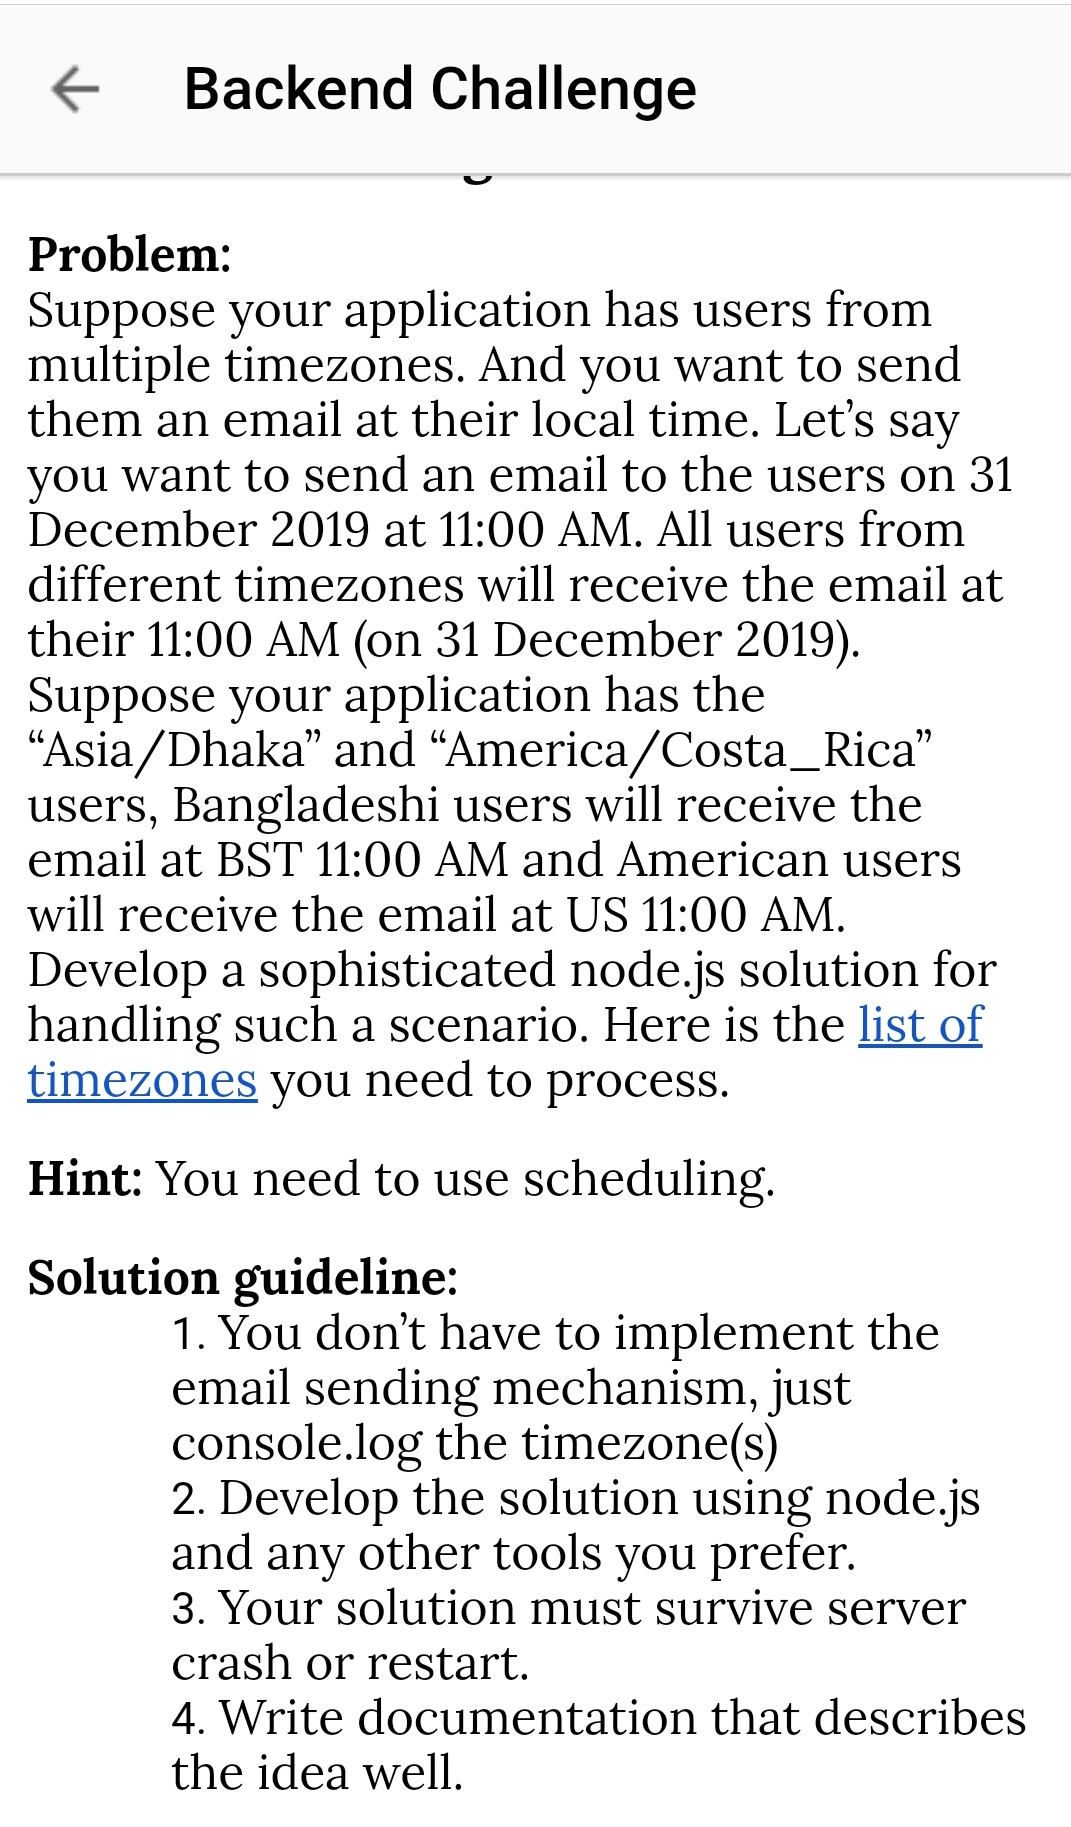 Backend Challenge
Problem:
Suppose your application has users from
multiple timezones. And you want to send
them an email at their local time. Let’s say
you want to send an email to the users on 31
December 2019 at 11:00 AM. All users from
different timezones will receive the email at
their 11:00 AM (on 31 December 2019).
Suppose your application has the
“Asia/Dhaka” and “America/Costa_Rica”
users, Bangladeshi users will receive the
email at BST 11:00 AM and American users
will receive the email at US 11:00 AM.
Develop a sophisticated node.js solution for
handling such a scenario. Here is the list of
timezones you need to process.
Hint: You need to use scheduling.
Solution guideline:
1. You don’t have to implement the
email sending mechanism, just
console.log the timezone(s)
2. Develop the solution using node.js
and any other tools you prefer.
3. Your solution must survive server
crash or restart.
4. Write documentation that describes
the idea well.